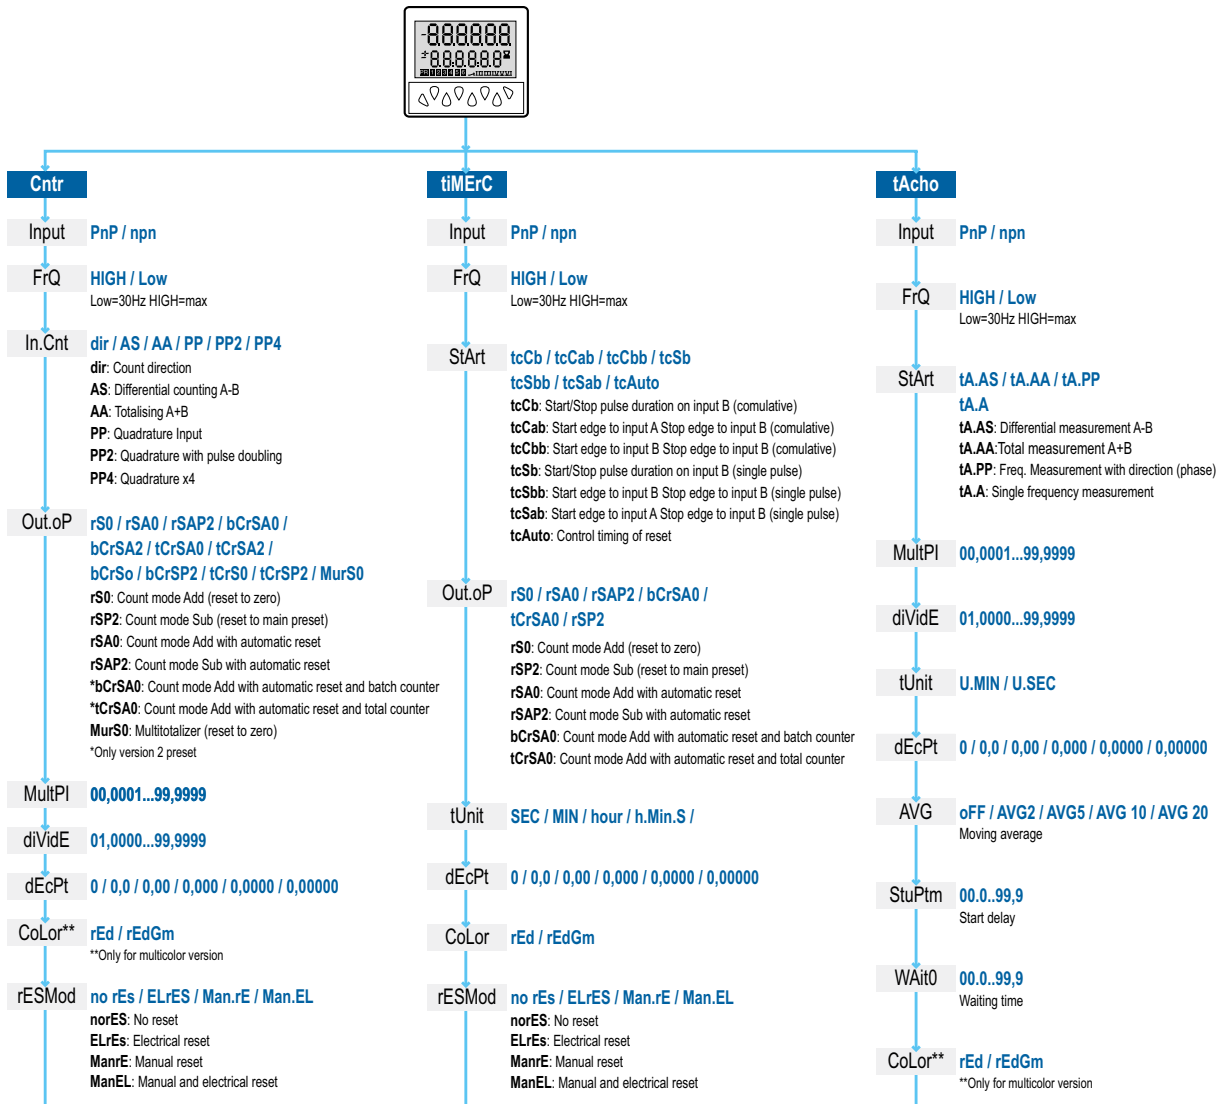 -888888
±8.8.8.8.8
Cntr
Input PnP / npn
FrQ HIGH / Low
Low=30Hz HIGH=max
In.Cnt dir / AS / AA / PP / PP2 / PP4
dir: Count direction
AS: Differential counting A-B
AA: Totalising A+B
PP: Quadrature Input
PP2: Quadrature with pulse doubling
PP4: Quadrature x4
Out.oP rS0 / rSA0 / rSAP2 / bCrSA0 /
bCrSA2 / tCrSA0 / tCrSA2 /
bCrSo / bCrSP2 / tCrS0 / tCrSP2 / MurS0
rS0: Count mode Add (reset to zero)
rSP2: Count mode Sub (reset to main preset)
rSA0: Count mode Add with automatic reset
rSAP2: Count mode Sub with automatic reset
*bCrSA0: Count mode Add with automatic reset and batch counter
*tCrSA0: Count mode Add with automatic reset and total counter
MurS0: Multitotalizer (reset to zero)
*Only version 2 preset
MultPl 00,0001...99,9999
diVidE 01,0000...99,9999
dEcPt 0 / 0,0 / 0,00 / 0,000 / 0,0000 / 0,00000
CoLor** rEd / rEdGm
**Only for multicolor version
rESMod no rEs / ELrES / Man.rE / Man.EL
norES: No reset
ELrEs: Electrical reset
ManrE: Manual reset
ManEL: Manual and electrical reset
tiMErC
Input PnP / npn
FrQ HIGH / Low
Low=30Hz HIGH=max
StArt tcCb / tcCab / tcCbb / tcSb
tcSbb / tcSab / tcAuto
tcCb: Start/Stop pulse duration on input B (comulative)
tcCab: Start edge to input A Stop edge to input B (comulative)
tcCbb: Start edge to input B Stop edge to input B (comulative)
tcSb: Start/Stop pulse duration on input B (single pulse)
tcSbb: Start edge to input B Stop edge to input B (single pulse)
tcSab: Start edge to input A Stop edge to input B (single pulse)
tcAuto: Control timing of reset
Out.oP rS0 / rSA0 / rSAP2 / bCrSA0 /
tCrSA0 / rSP2
rS0: Count mode Add (reset to zero)
rSP2: Count mode Sub (reset to main preset)
rSA0: Count mode Add with automatic reset
rSAP2: Count mode Sub with automatic reset
bCrSA0: Count mode Add with automatic reset and batch counter
tCrSA0: Count mode Add with automatic reset and total counter
tUnit SEC / MIN / hour / h.Min.S /
dEcPt 0 / 0,0 / 0,00 / 0,000 / 0,0000 / 0,00000
CoLor rEd / rEdGm
rESMod no rEs / ELrES / Man.rE / Man.EL
norES: No reset
ELrEs: Electrical reset
ManrE: Manual reset
ManEL: Manual and electrical reset
tAcho
Input PnP / npn
FrQ HIGH / Low
Low=30Hz HIGH=max
StArt tA.AS / tA.AA / tA.PP
tA.A
tA.AS: Differential measurement A-B
tA.AA:Total measurement A+B
tA.PP: Freq. Measurement with direction (phase)
tA.A: Single frequency measurement
MultPl 00,0001...99,9999
diVidE 01,0000...99,9999
tUnit U.MIN / U.SEC
dEcPt 0 / 0,0 / 0,00 / 0,000 / 0,0000 / 0,00000
AVG oFF / AVG2 / AVG5 / AVG 10 / AVG 20
Moving average
StuPtm 00.0..99,9
Start delay
WAit0 00.0..99,9
Waiting time
CoLor** rEd / rEdGm
**Only for multicolor version